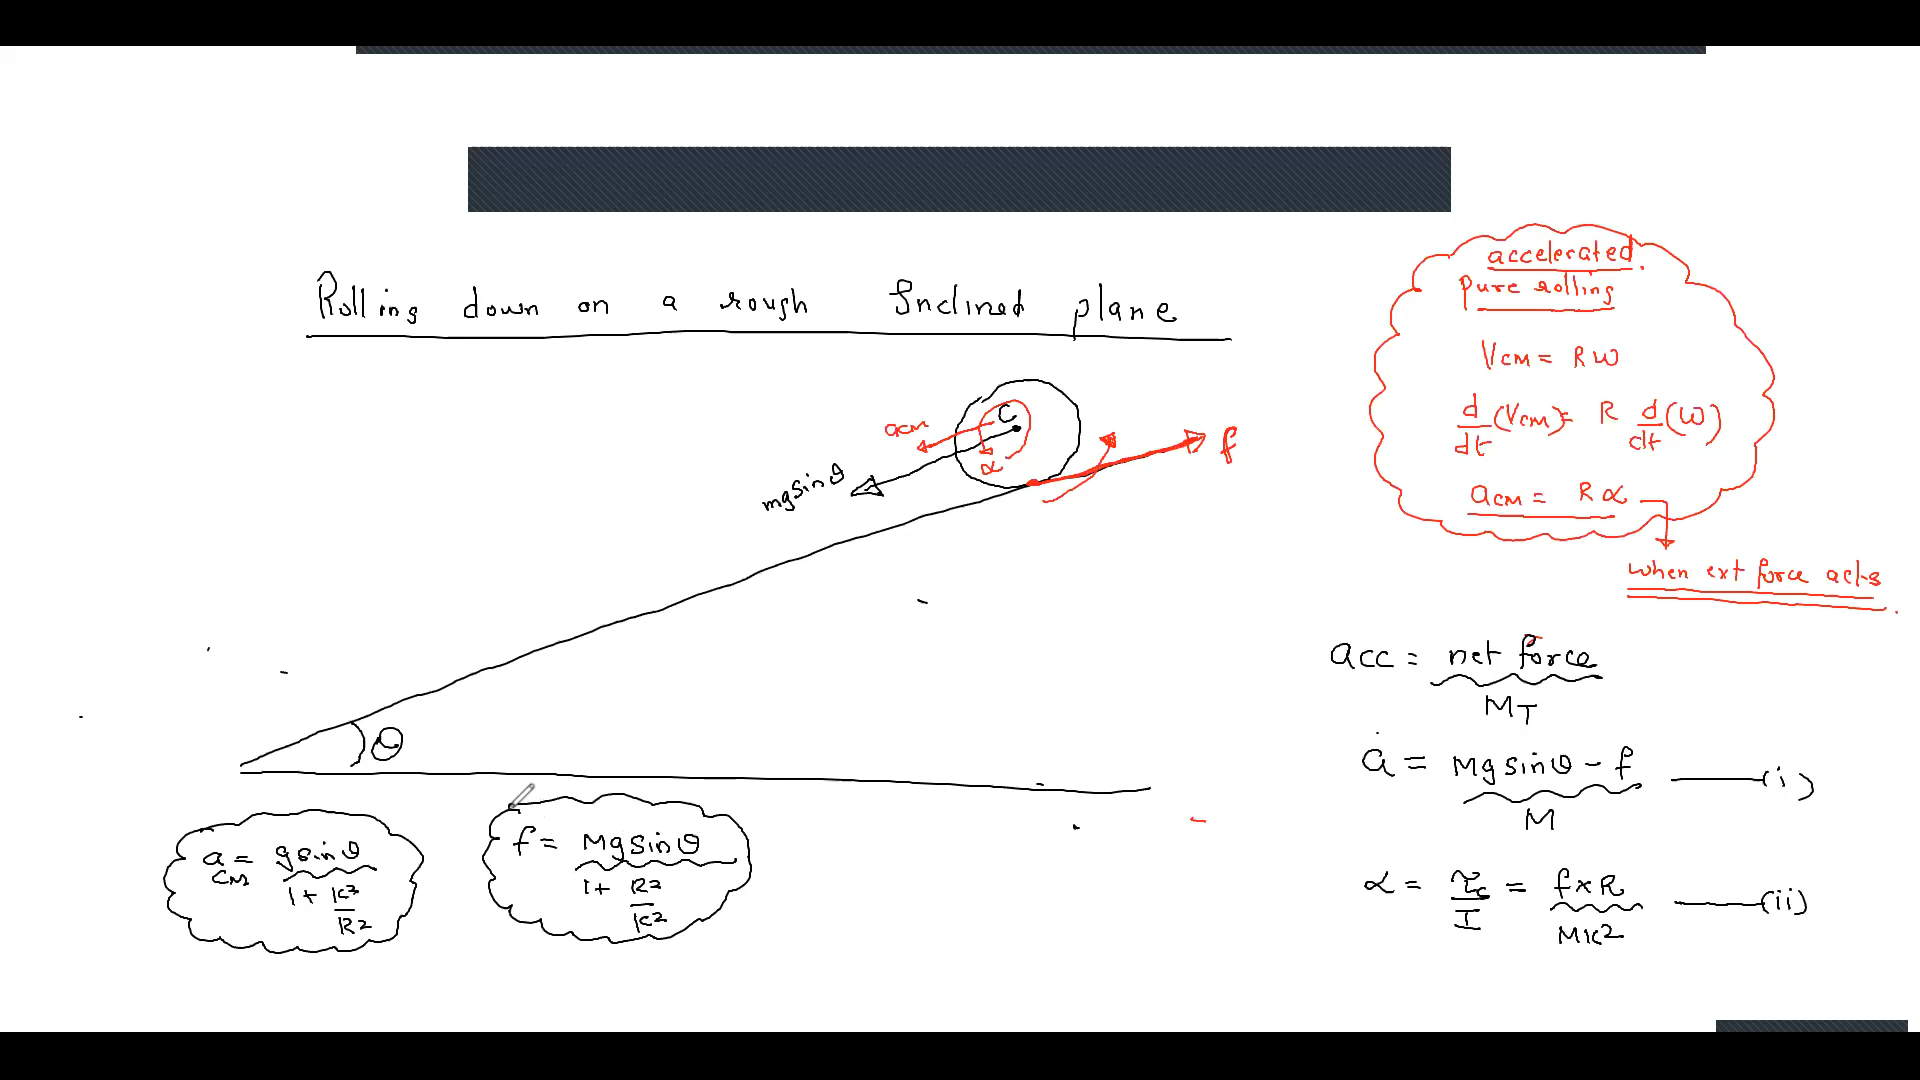 Rolling down on a rough Inclined plane
accelerated.
Pure rolling
VCM = Rω
d/dt (VCM) = R d/dt (ω)
aCM = Rα
when ext force acts.
C
aCM
α
mg sinθ
f
θ
acc = net force / MT
a = Mg sinθ - f / M —— (i)
α = τc / I = f × R / MK² —— (ii)
aCM = g sinθ / 1 + K²/R²
f = Mg sinθ / 1 + R²/K²